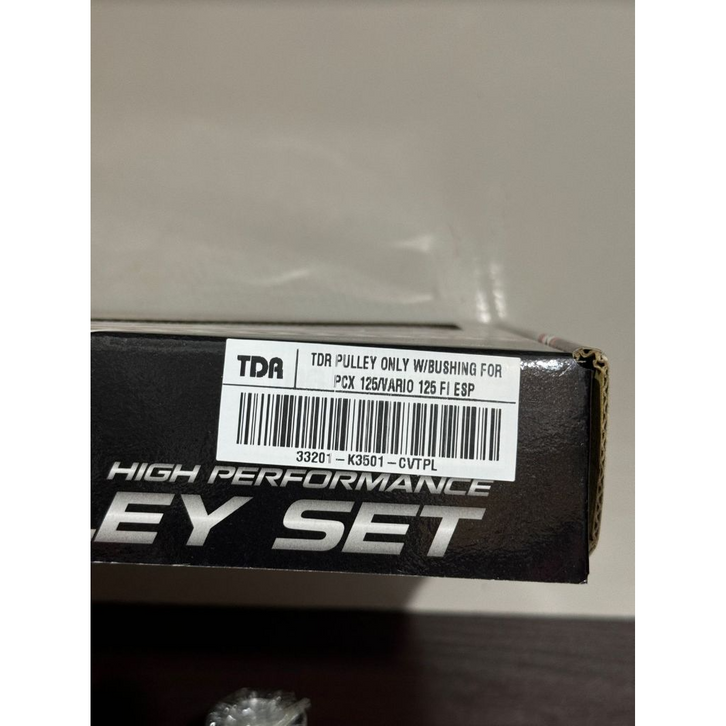 TDR
TDR PULLEY ONLY W/BUSHING FOR
PCX 125/VARIO 125 FI ESP
33201-K3501-CVTPL
HIGH PERFORMANCE
LEY SET